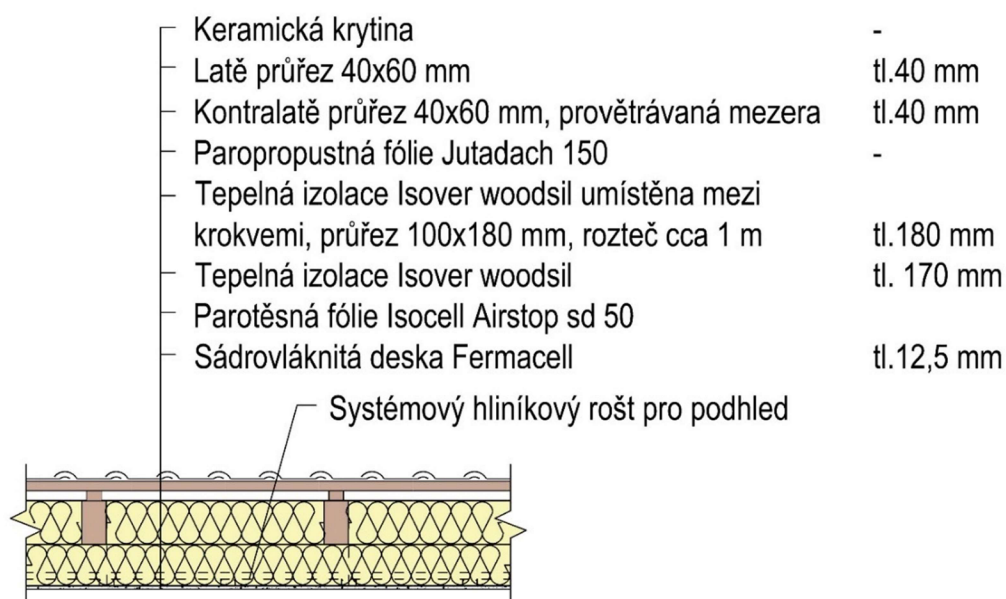 Keramická krytina -
Latě průřez 40x60 mm tl.40 mm
Kontralatě průřez 40x60 mm, provětrávaná mezera tl.40 mm
Paropropustná fólie Jutadach 150 -
Tepelná izolace Isover woodsil umístěna mezi
krokvemi, průřez 100x180 mm, rozteč cca 1 m tl.180 mm
Tepelná izolace Isover woodsil tl. 170 mm
Parotěsná fólie Isocell Airstop sd 50
Sádrovláknitá deska Fermacell tl.12,5 mm
Systémový hliníkový rošt pro podhled